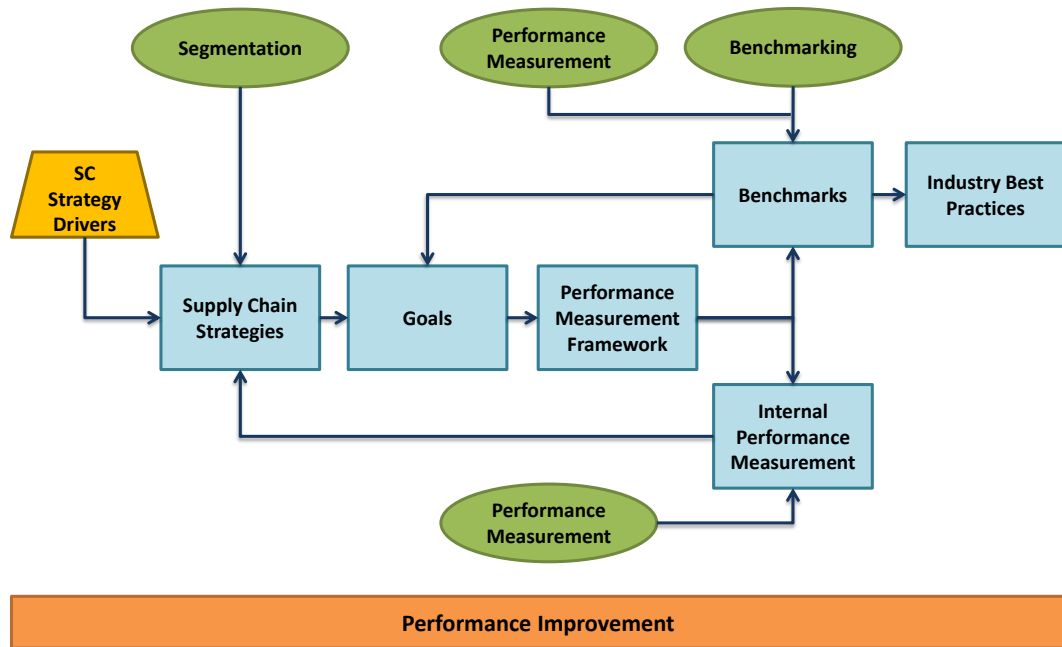 Segmentation
Performance
Measurement
Benchmarking
SC
Strategy
Drivers
Benchmarks
Industry Best
Practices
Supply Chain
Strategies
Goals
Performance
Measurement
Framework
Internal
Performance
Measurement
Performance
Measurement
Performance Improvement